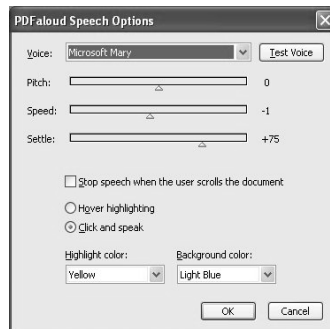 PDFaloud Speech Options
Voice: Microsoft Mary Test Voice
Pitch: 0
Speed: -1
Settle: +75
Stop speech when the user scrolls the document
Hover highlighting
Click and speak
Highlight color: Background color:
Yellow Light Blue
OK Cancel